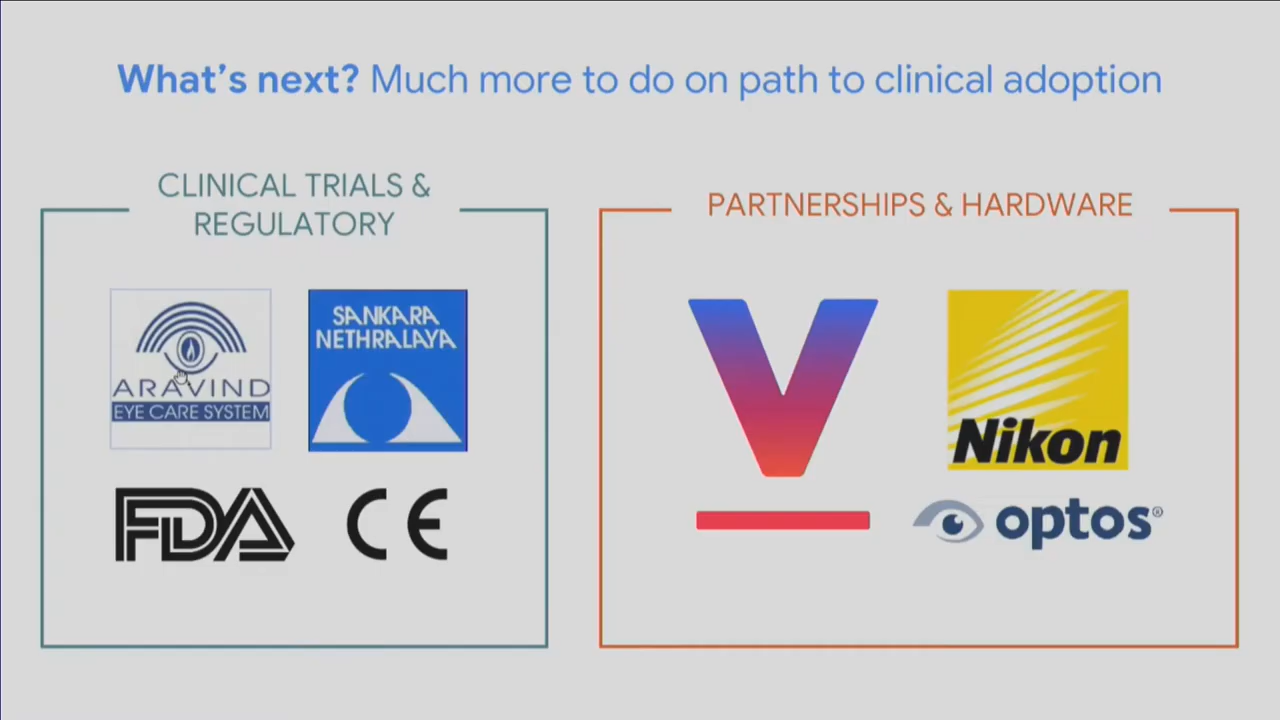 What's next? Much more to do on path to clinical adoption
CLINICAL TRIALS &
REGULATORY
ARAVIND
EYE CARE SYSTEM
SANKARA
NETHRALAYA
FDA
CE
PARTNERSHIPS & HARDWARE
V
Nikon
optos®